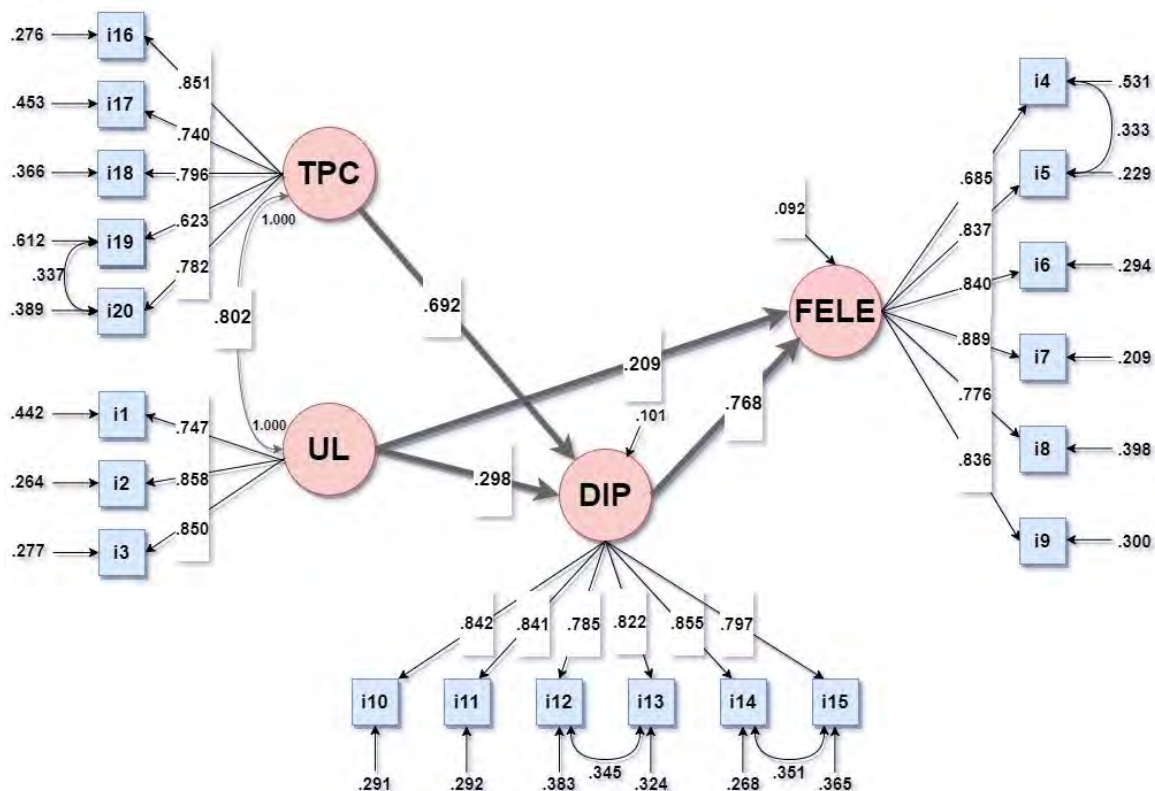 .276 i16
.851
.453 i17
.740
.366 i18
.796
.612 i19
.623
.337
.389 i20
.782
TPC
1.000
.802
.692
.442 i1
.747
.264 i2
.858
.277 i3
.850
1.000
UL
.209
.298
.101
DIP
.768
.092
FELE
i4 .531
.333
.685
i5 .229
.837
i6 .294
.840
i7 .209
.889
i8 .398
.776
i9 .300
.836
.842 .841 .785 .822 .855 .797
i10 i11 i12 i13 i14 i15
.345 .351
.291 .292 .383 .324 .268 .365